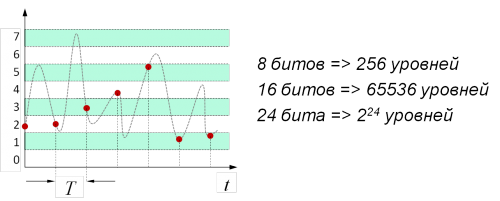 7
6
5
4
3
2
1
0
T
t
8 битов => 256 уровней
16 битов => 65536 уровней
24 бита => 2²⁴ уровней